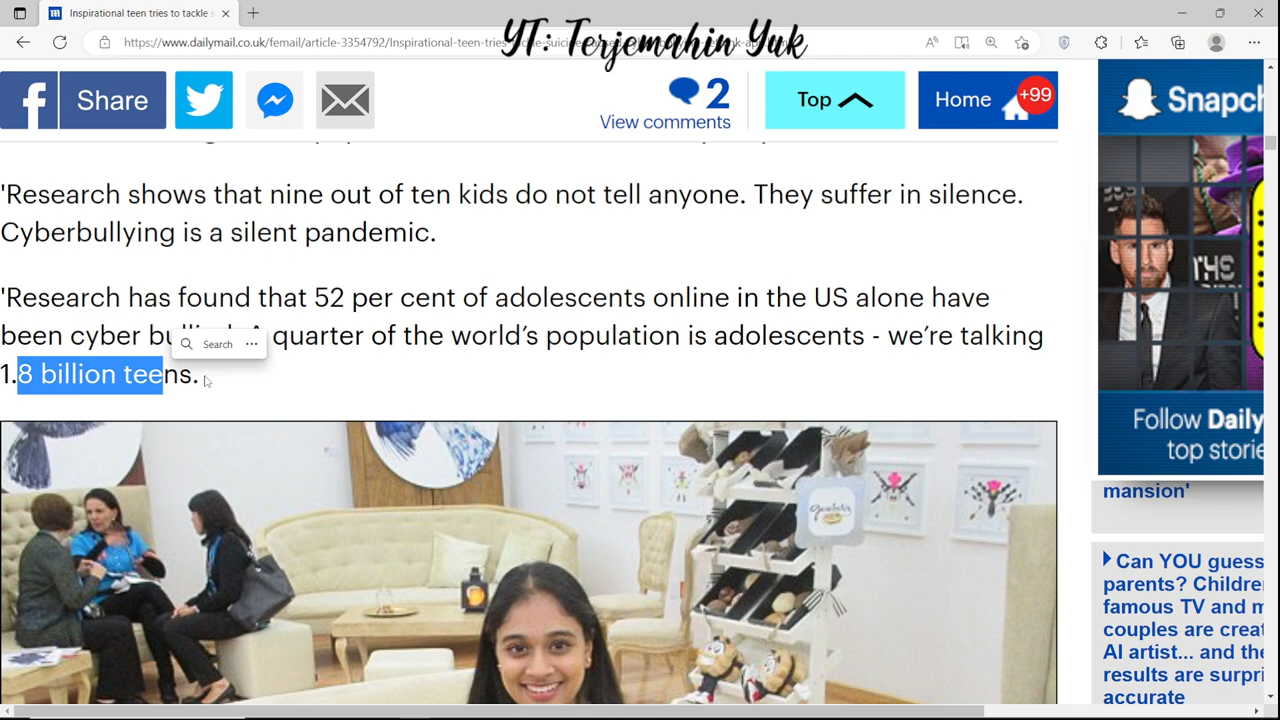 Inspirational teen tries to tackle s
YT: Terjemahin Yuk
https://www.dailymail.co.uk/femail/article-3354792/Inspirational-teen-tries
Share
2
View comments
Top
Home
+99
Snapch
'Research shows that nine out of ten kids do not tell anyone. They suffer in silence.
Cyberbullying is a silent pandemic.
'Research has found that 52 per cent of adolescents online in the US alone have
been cyber bullied. A quarter of the world's population is adolescents - we're talking
Search
1.8 billion teens.
THE
Follow Daily
top storie
mansion'
Can YOU guess
parents? Childre
famous TV and m
couples are creat
AI artist... and the
results are surpri
accurate